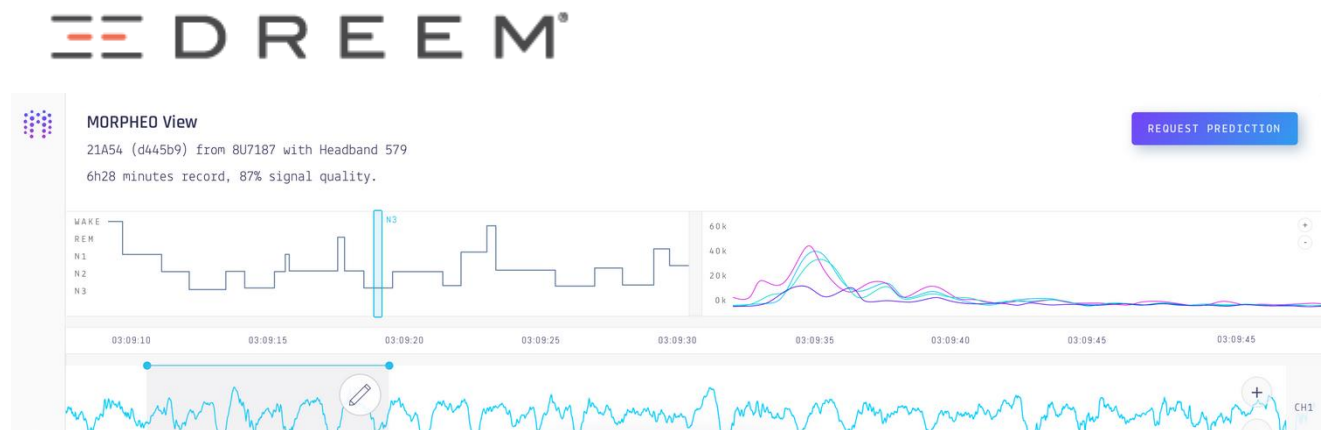 DREEM
MORPHEO View
21A54 (d445b9) from 8U7187 with Headband 579
6h28 minutes record, 87% signal quality.
REQUEST PREDICTION
WAKE
REM
N1
N2
N3
N3
60k
40k
20k
0k
+
-
03:09:10 03:09:15 03:09:20 03:09:25 03:09:30 03:09:35 03:09:40 03:09:45 03:09:45
+
CH1